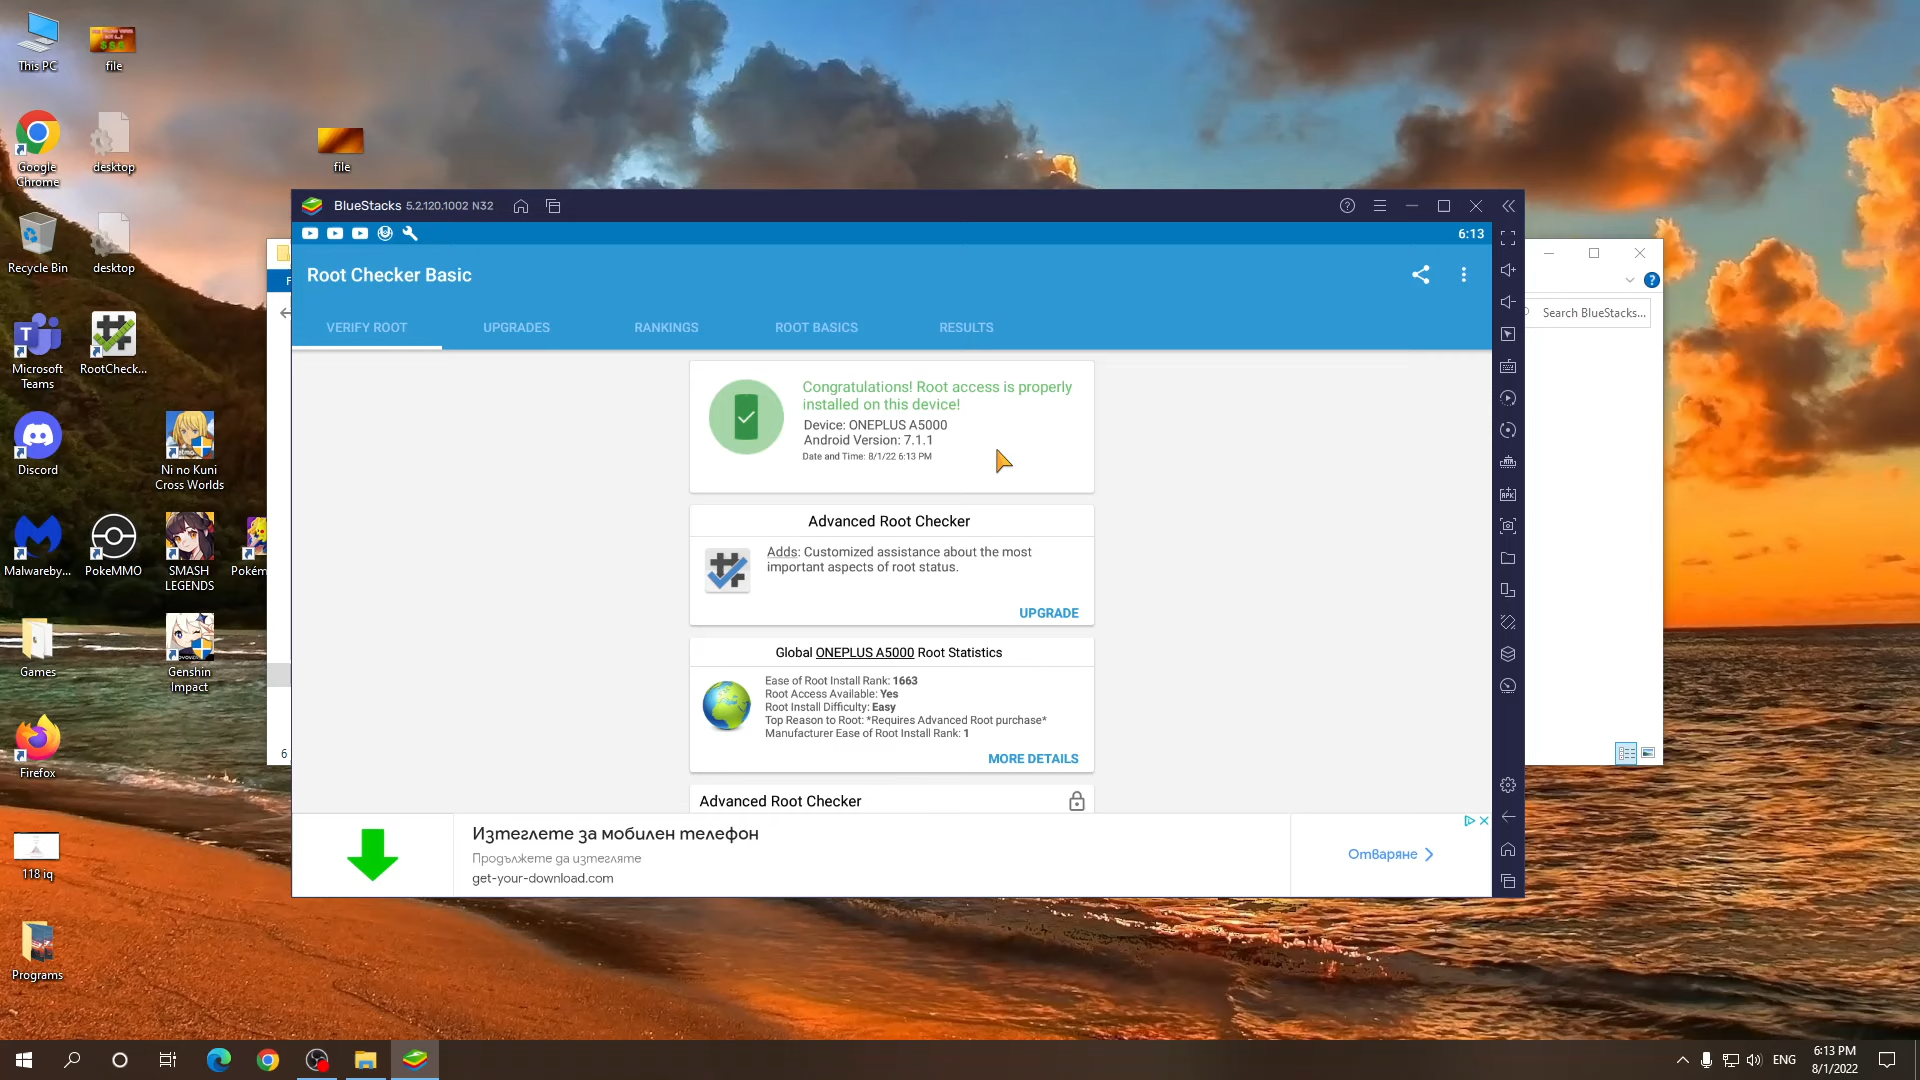 This PC
file
Google
Chrome
desktop
file
Recycle Bin
desktop
Microsoft
Teams
RootCheck...
Discord
Ni no Kuni
Cross Worlds
Malwareby...
PokeMMO
SMASH
LEGENDS
Pokém
Games
Genshin
Impact
Firefox
118 iq
Programs
BlueStacks 5.2.120.1002 N32
6:13
Root Checker Basic
VERIFY ROOT
UPGRADES
RANKINGS
ROOT BASICS
RESULTS
Congratulations! Root access is properly
installed on this device!
Device: ONEPLUS A5000
Android Version: 7.1.1
Date and Time: 8/1/22 6:13 PM
Advanced Root Checker
Adds: Customized assistance about the most
important aspects of root status.
UPGRADE
Global ONEPLUS A5000 Root Statistics
Ease of Root Install Rank: 1663
Root Access Available: Yes
Root Install Difficulty: Easy
Top Reason to Root: *Requires Advanced Root purchase*
Manufacturer Ease of Root Install Rank: 1
MORE DETAILS
Advanced Root Checker
Изтеглете за мобилен телефон
Продължете да изтегляте
get-your-download.com
Отваряне
Search BlueStacks...
6
ENG
6:13 PM
8/1/2022